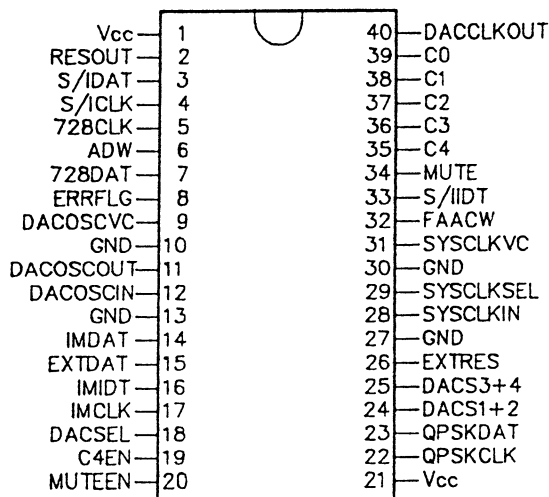 Vcc 1 40 DACCLKOUT
RESOUT 2 39 C0
S/IDAT 3 38 C1
S/ICLK 4 37 C2
728CLK 5 36 C3
ADW 6 35 C4
728DAT 7 34 MUTE
ERRFLG 8 33 S/IIDT
DACOSCVC 9 32 FAACW
GND 10 31 SYSCLKVC
DACOSCOUT 11 30 GND
DACOSCIN 12 29 SYSCLKSEL
GND 13 28 SYSCLKIN
IMDAT 14 27 GND
EXTDAT 15 26 EXTRES
IMIDT 16 25 DACS3+4
IMCLK 17 24 DACS1+2
DACSEL 18 23 QPSKDAT
C4EN 19 22 QPSKCLK
MUTEEN 20 21 Vcc